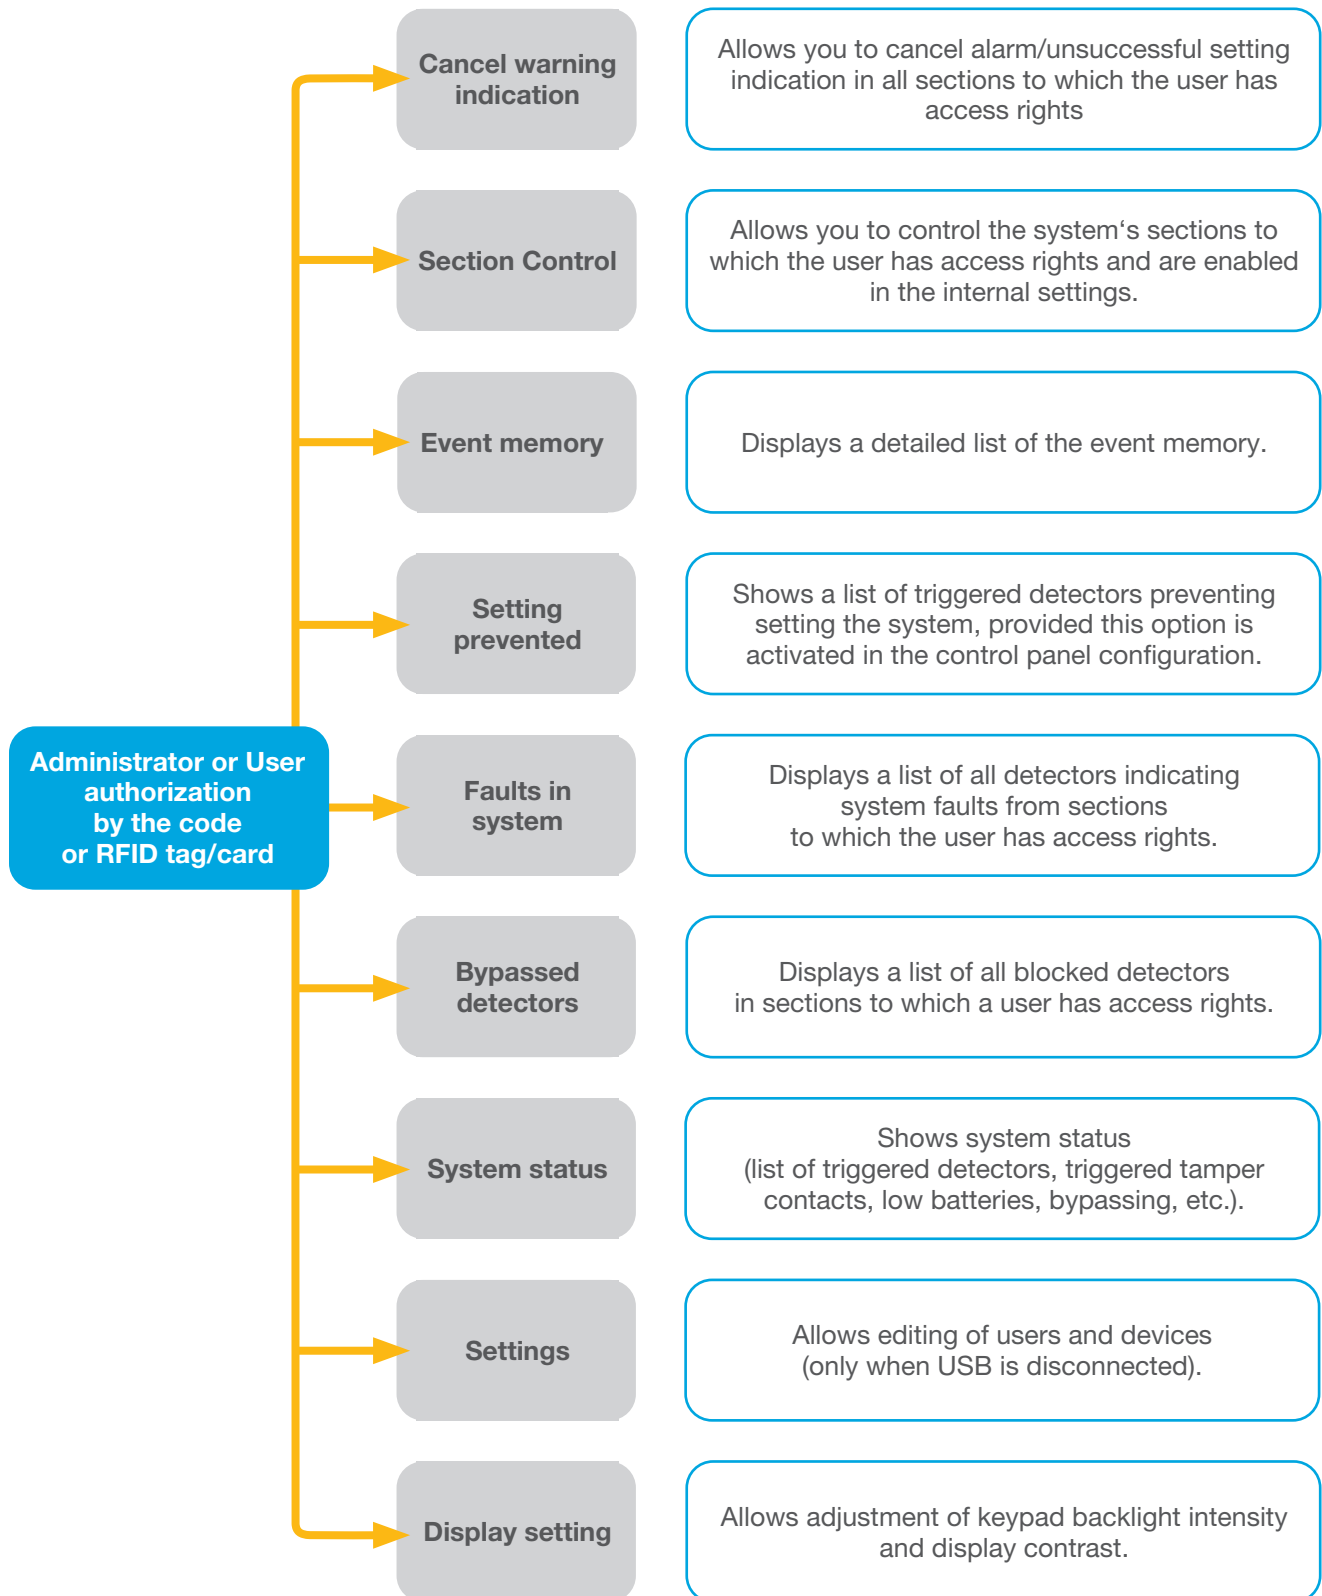 Cancel warning
indication
Allows you to cancel alarm/unsuccessful setting
indication in all sections to which the user has
access rights
Section Control
Allows you to control the system‘s sections to
which the user has access rights and are enabled
in the internal settings.
Event memory
Displays a detailed list of the event memory.
Setting
prevented
Shows a list of triggered detectors preventing
setting the system, provided this option is
activated in the control panel configuration.
Administrator or User
authorization
by the code
or RFID tag/card
Faults in
system
Displays a list of all detectors indicating
system faults from sections
to which the user has access rights.
Bypassed
detectors
Displays a list of all blocked detectors
in sections to which a user has access rights.
System status
Shows system status
(list of triggered detectors, triggered tamper
contacts, low batteries, bypassing, etc.).
Settings
Allows editing of users and devices
(only when USB is disconnected).
Display setting
Allows adjustment of keypad backlight intensity
and display contrast.